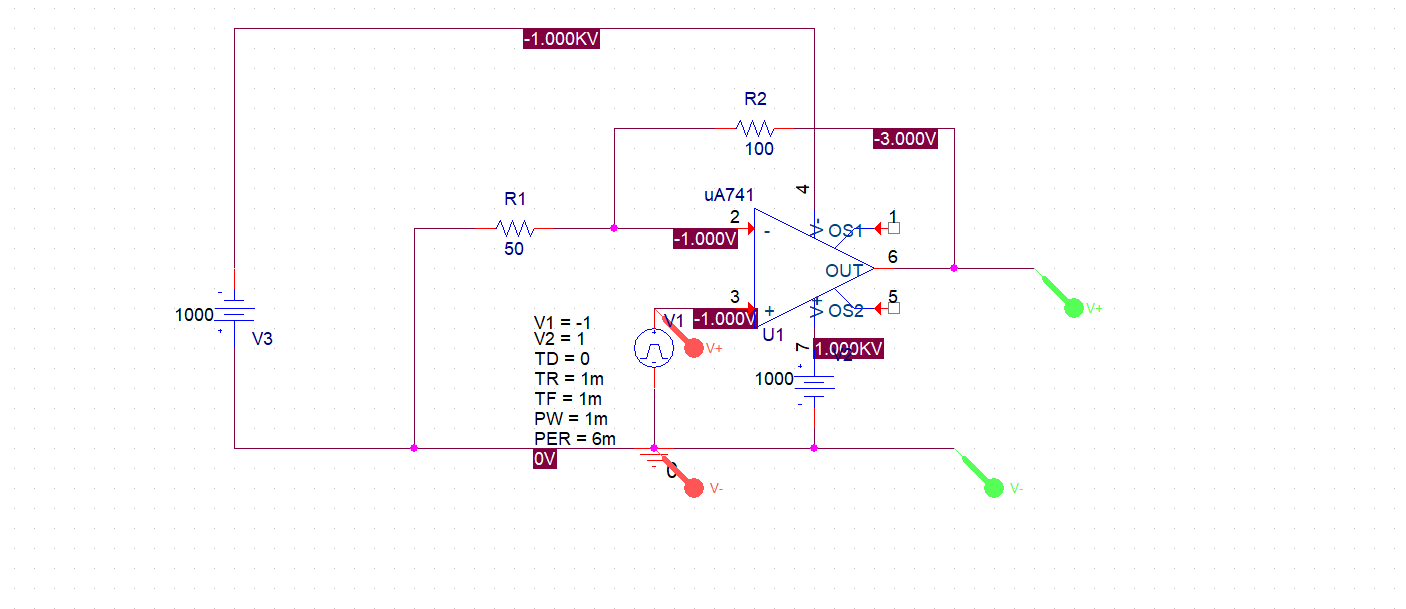 -1.000KV
R2
100
-3.000V
4
uA741
R1
50
2
-
-1.000V
V-
OS1
1
OUT
6
3
+
-1.000V
V+
OS2
5
U1
V+
1000
-
+
V3
V1
V+
V1 = -1
V2 = 1
TD = 0
TR = 1m
TF = 1m
PW = 1m
PER = 6m
+
-
7
1.000KV
V2
1000
+
-
0V
0
V-
V-